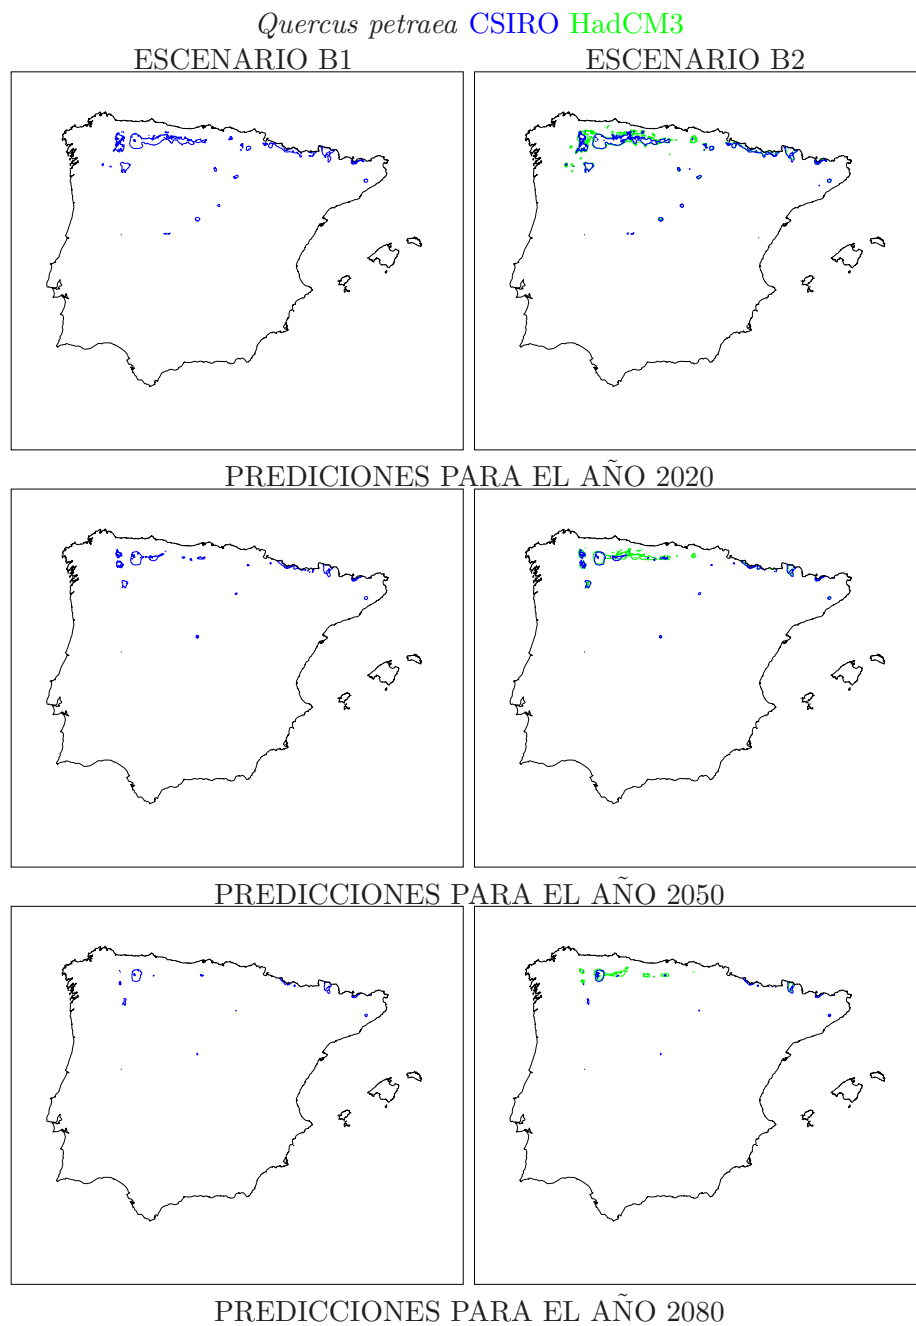 Quercus petraea CSIRO HadCM3
ESCENARIO B1 ESCENARIO B2
PREDICIONES PARA EL AÑO 2020
PREDICCIONES PARA EL AÑO 2050
PREDICCIONES PARA EL AÑO 2080